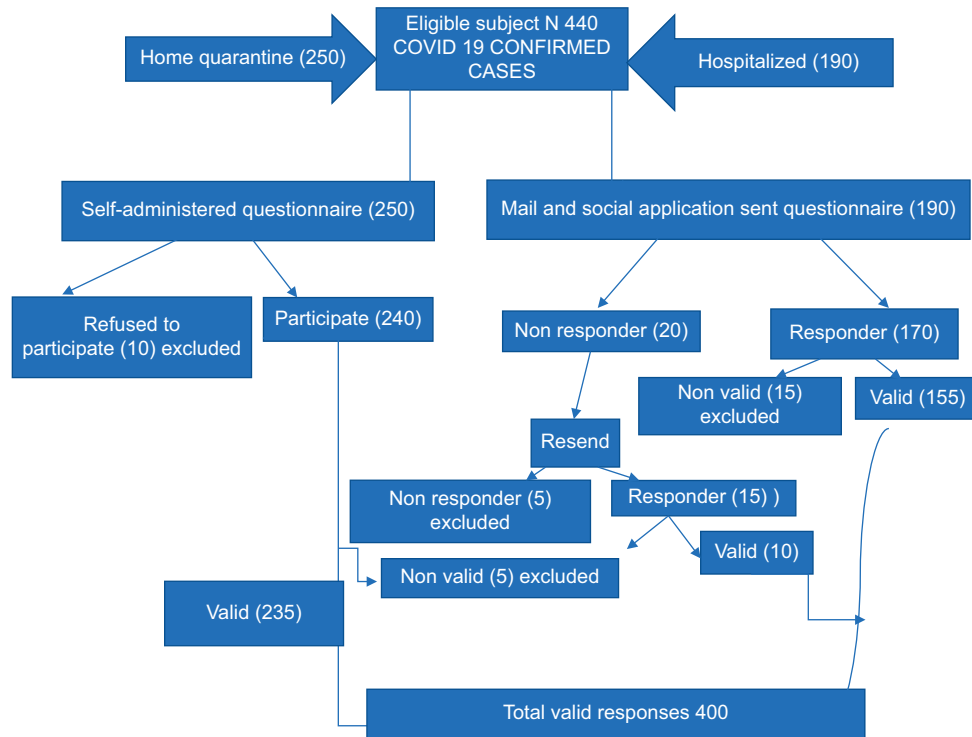 Eligible subject N 440
COVID 19 CONFIRMED
CASES
Home quarantine (250)
Hospitalized (190)
Self-administered questionnaire (250)
Mail and social application sent questionnaire (190)
Refused to
participate (10) excluded
Participate (240)
Non responder (20)
Responder (170)
Non valid (15)
excluded
Valid (155)
Resend
Non responder (5)
excluded
Responder (15) )
Valid (10)
Non valid (5) excluded
Valid (235)
Total valid responses 400